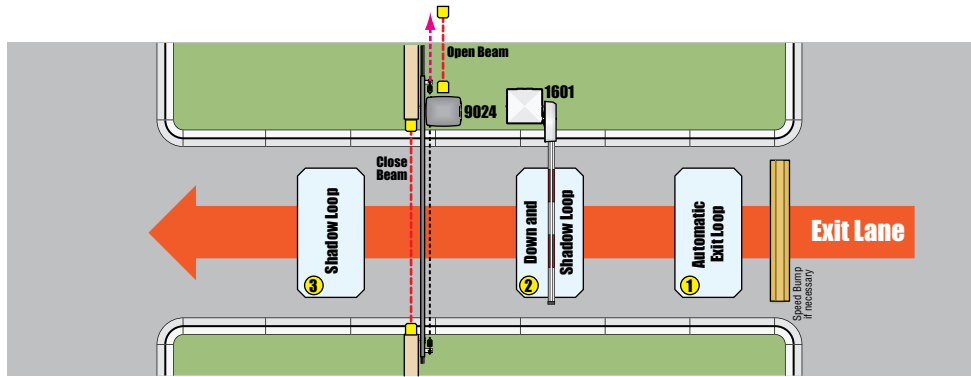 Open Beam
1601
9024
Close
Beam
Shadow Loop
3
Down and
Shadow Loop
2
Automatic
Exit Loop
1
Exit Lane
Speed Bump
if necessary